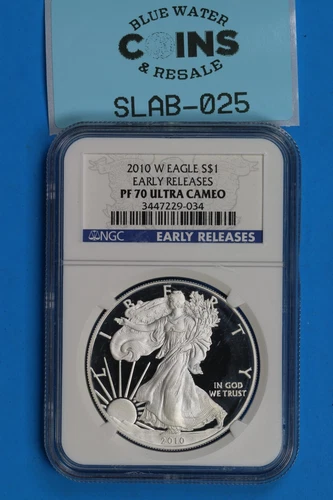 BLUE WATER
COINS
& RESALE
SLAB-025
2010 W EAGLE S$1
EARLY RELEASES
PF 70 ULTRA CAMEO
3447229-034
NGC EARLY RELEASES
LIBERTY
IN GOD
WE TRUST
2010